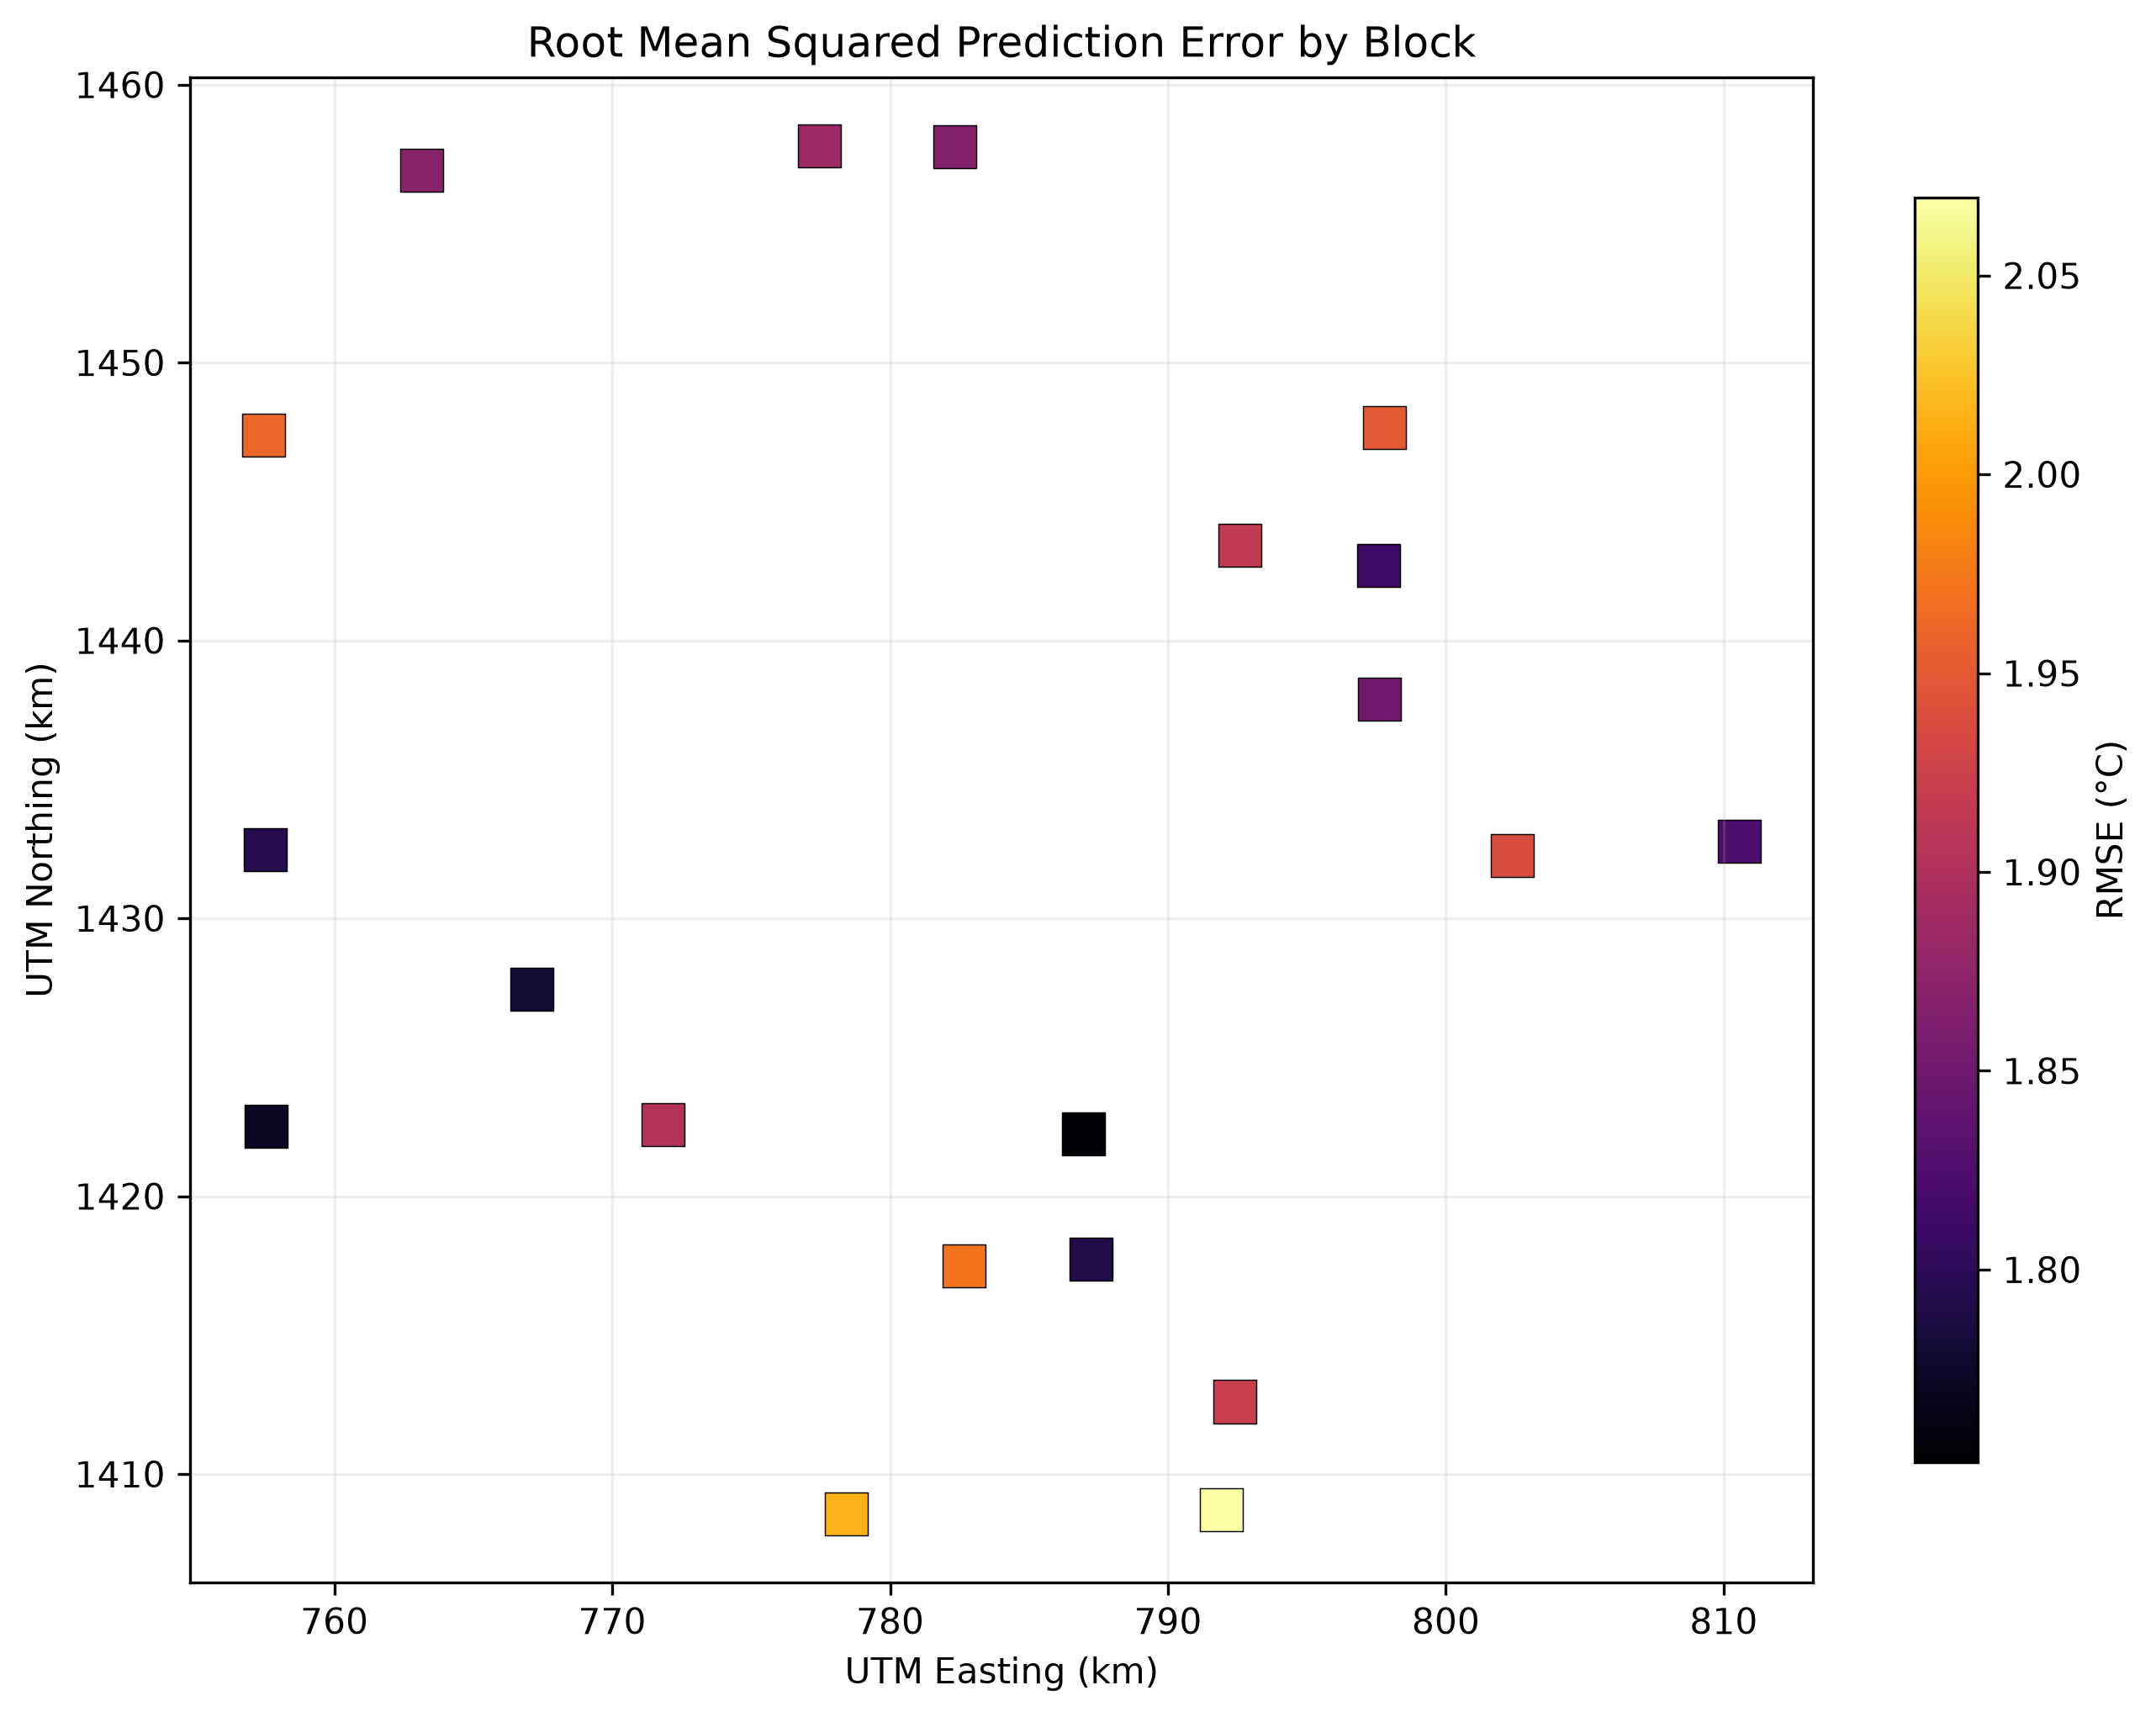 Root Mean Squared Prediction Error by Block
1460
1450
1440
1430
1420
1410
UTM Northing (km)
760 770 780 790 800 810
UTM Easting (km)
2.05
2.00
1.95
1.90
1.85
1.80
RMSE (°C)